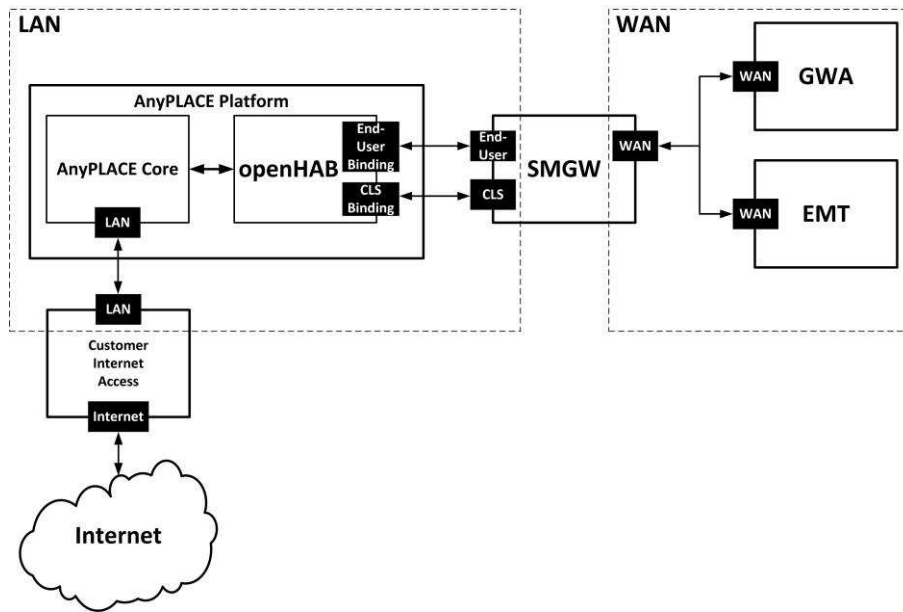 LAN
WAN
AnyPLACE Platform
AnyPLACE Core
LAN
openHAB
End-
User
Binding
CLS
Binding
End-
User
CLS
SMGW
WAN
WAN
GWA
WAN
EMT
LAN
Customer
Internet
Access
Internet
Internet